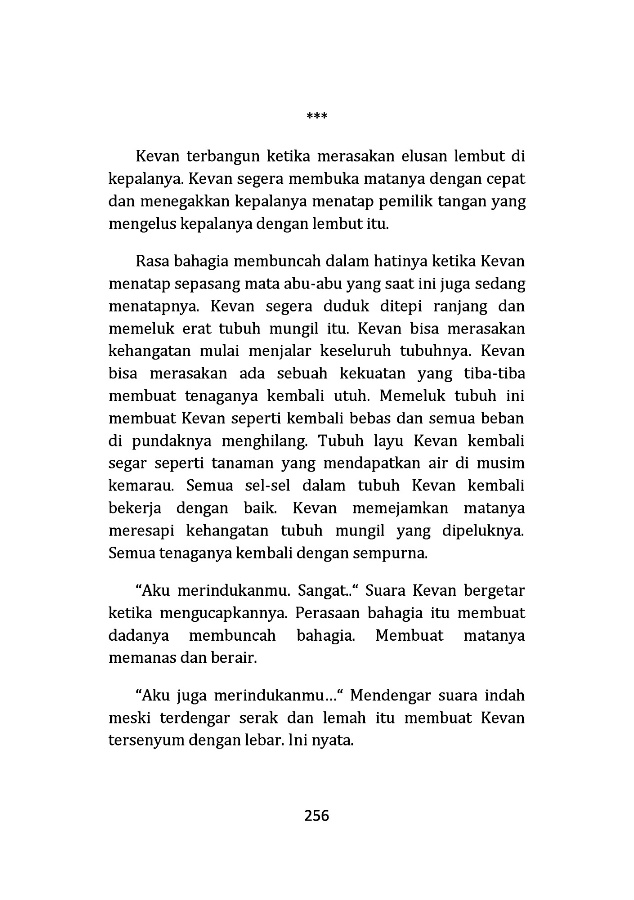 ***
Kevan terbangun ketika merasakan elusan lembut di
kepalanya. Kevan segera membuka matanya dengan cepat
dan menegakkan kepalanya menatap pemilik tangan yang
mengelus kepalanya dengan lembut itu.
Rasa bahagia membuncah dalam hatinya ketika Kevan
menatap sepasang mata abu-abu yang saat ini juga sedang
menatapnya. Kevan segera duduk ditepi ranjang dan
memeluk erat tubuh mungil itu. Kevan bisa merasakan
kehangatan mulai menjalar keseluruh tubuhnya. Kevan
bisa merasakan ada sebuah kekuatan yang tiba-tiba
membuat tenaganya kembali utuh. Memeluk tubuh ini
membuat Kevan seperti kembali bebas dan semua beban
di pundaknya menghilang. Tubuh layu Kevan kembali
segar seperti tanaman yang mendapatkan air di musim
kemarau. Semua sel-sel dalam tubuh Kevan kembali
bekerja dengan baik. Kevan memejamkan matanya
meresapi kehangatan tubuh mungil yang dipeluknya.
Semua tenaganya kembali dengan sempurna.
“Aku merindukanmu. Sangat..“ Suara Kevan bergetar
ketika mengucapkannya. Perasaan bahagia itu membuat
dadanya membuncah bahagia. Membuat matanya
memanas dan berair.
“Aku juga merindukanmu...“ Mendengar suara indah
meski terdengar serak dan lemah itu membuat Kevan
tersenyum dengan lebar. Ini nyata.
256